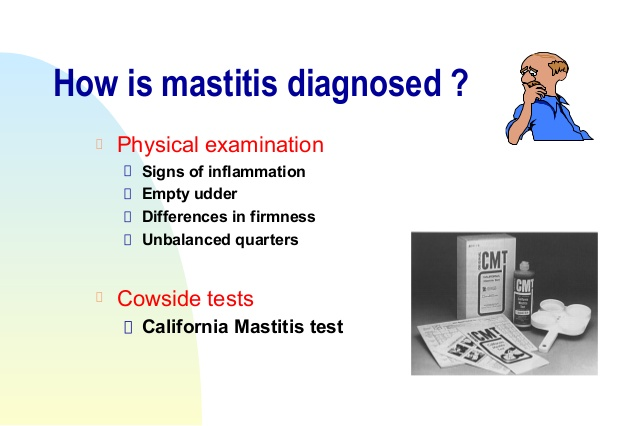 How is mastitis diagnosed ?
Physical examination
Signs of inflammation
Empty udder
Differences in firmness
Unbalanced quarters
Cowside tests
California Mastitis test
CMT
CMT
CMT